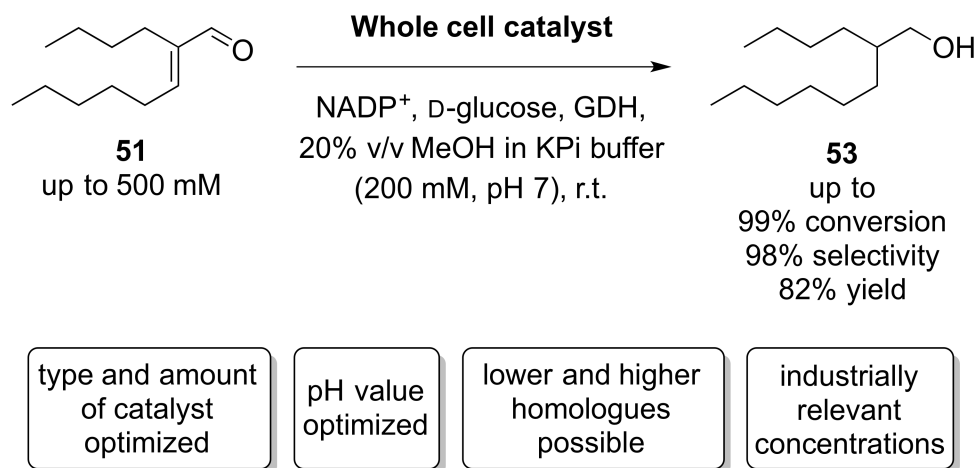 Whole cell catalyst
O
NADP⁺, D-glucose, GDH,
20% v/v MeOH in KPi buffer
(200 mM, pH 7), r.t.
51
up to 500 mM
OH
53
up to
99% conversion
98% selectivity
82% yield
type and amount
of catalyst
optimized
pH value
optimized
lower and higher
homologues
possible
industrially
relevant
concentrations